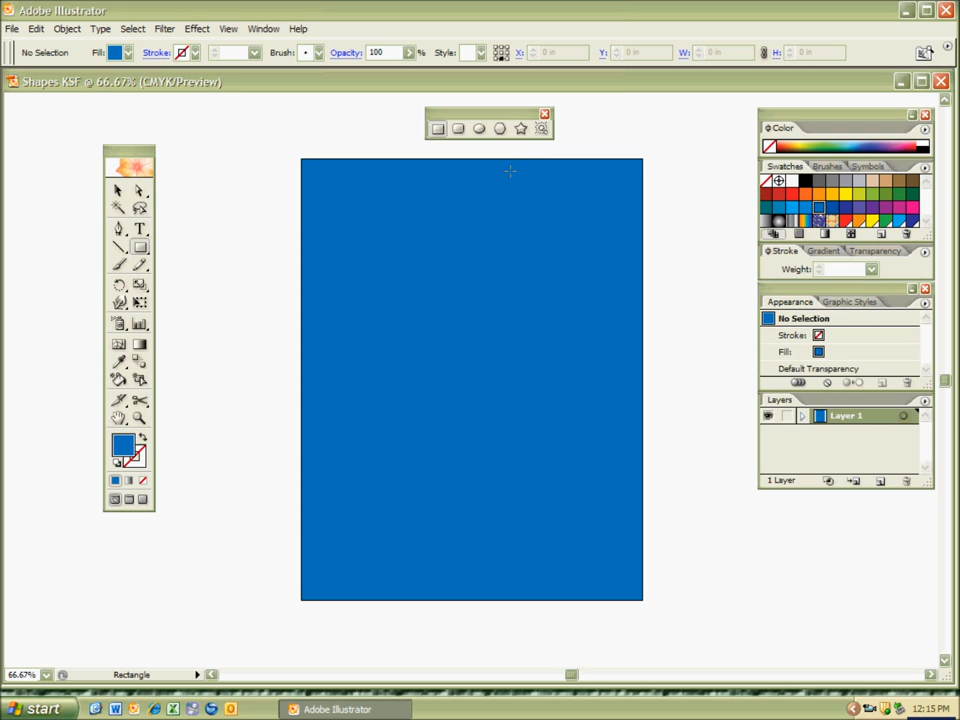 Adobe Illustrator
File Edit Object Type Select Filter Effect View Window Help
No Selection Fill: Stroke: Brush: Opacity: 100 % Style: X: 0 in Y: 0 in W: 0 in H: 0 in
Shapes KSF @ 66.67% (CMYK/Preview)
Color
Swatches Brushes Symbols
T
Stroke Gradient Transparency
Weight:
Appearance Graphic Styles
No Selection
Stroke:
Fill:
Default Transparency
Layers
Layer 1
1 Layer
66.67% Rectangle
start Adobe Illustrator 12:15 PM